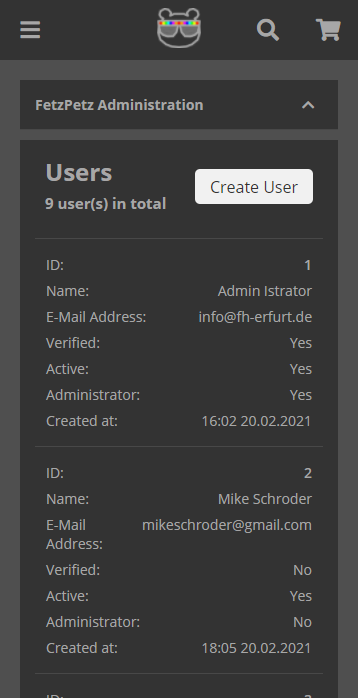 FetzPetz Administration
Users
9 user(s) in total
Create User
ID: 1
Name: Admin Istrator
E-Mail Address: info@fh-erfurt.de
Verified: Yes
Active: Yes
Administrator: Yes
Created at: 16:02 20.02.2021
ID: 2
Name: Mike Schroder
E-Mail mikeschroder@gmail.com
Address:
Verified: No
Active: Yes
Administrator: No
Created at: 18:05 20.02.2021